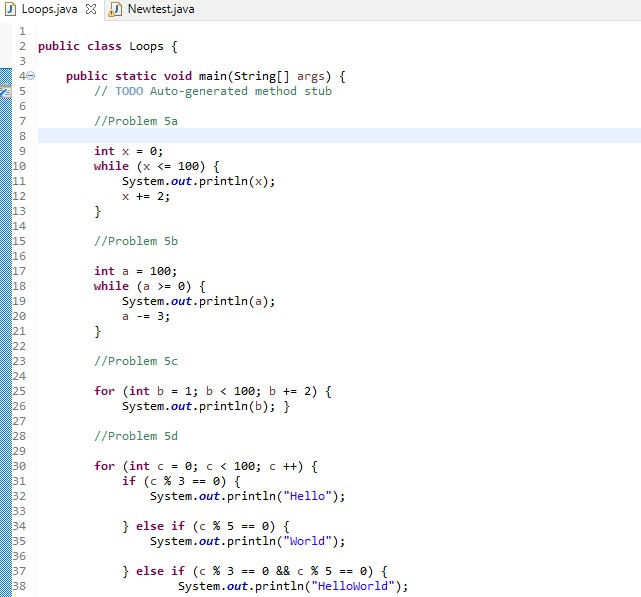 Loops.java Newtest.java
1
2 public class Loops {
3
4 public static void main(String[] args) {
5 // TODO Auto-generated method stub
6
7 //Problem 5a
8
9 int x = 0;
10 while (x <= 100) {
11 System.out.println(x);
12 x += 2;
13 }
14
15 //Problem 5b
16
17 int a = 100;
18 while (a >= 0) {
19 System.out.println(a);
20 a -= 3;
21 }
22
23 //Problem 5c
24
25 for (int b = 1; b < 100; b += 2) {
26 System.out.println(b); }
27
28 //Problem 5d
29
30 for (int c = 0; c < 100; c ++) {
31 if (c % 3 == 0) {
32 System.out.println("Hello");
33
34 } else if (c % 5 == 0) {
35 System.out.println("World");
36
37 } else if (c % 3 == 0 && c % 5 == 0) {
38 System.out.println("HelloWorld");